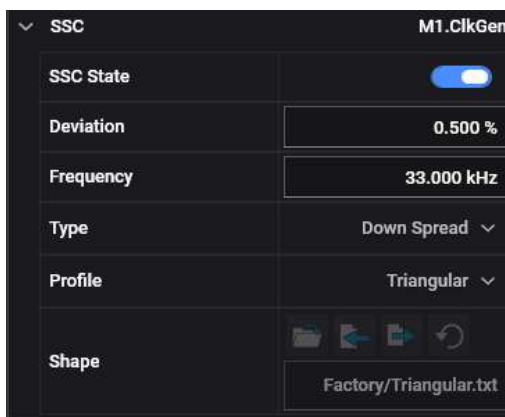 SSC M1.ClkGen
SSC State
Deviation 0.500 %
Frequency 33.000 kHz
Type Down Spread
Profile Triangular
Shape
Factory/Triangular.txt